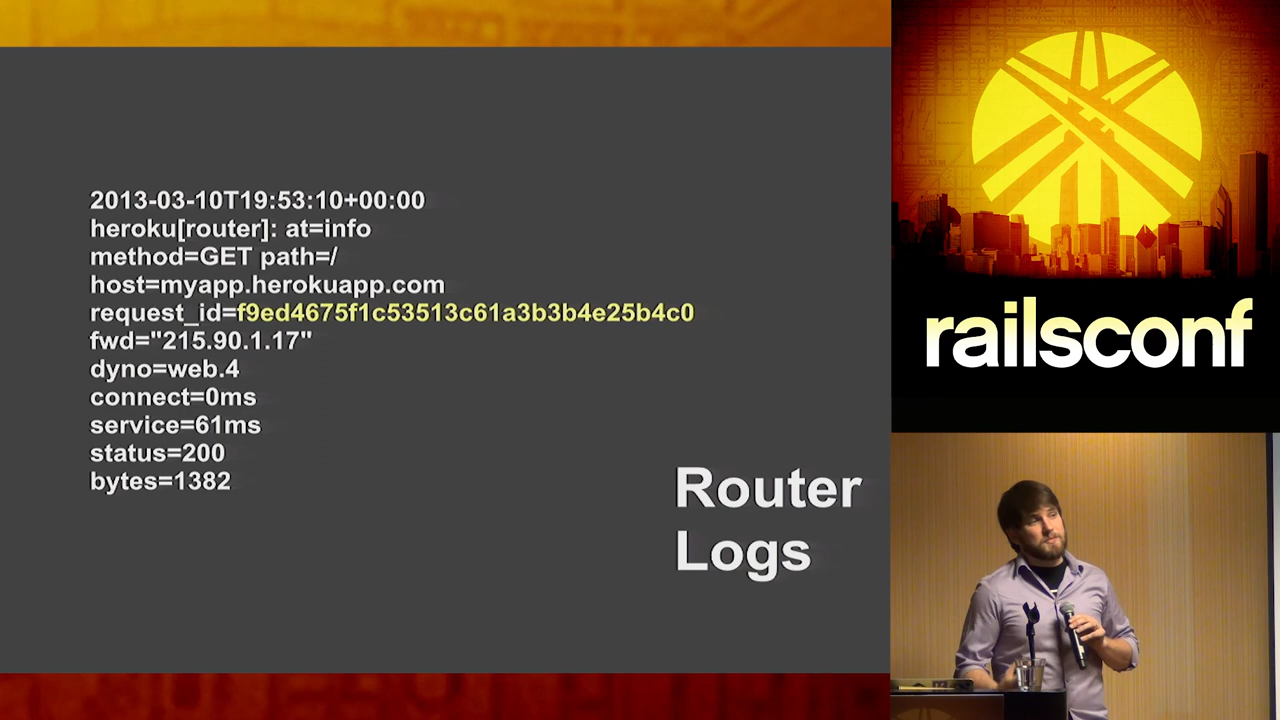 2013-03-10T19:53:10+00:00
heroku[router]: at=info
method=GET path=/
host=myapp.herokuapp.com
request_id=f9ed4675f1c53513c61a3b3b4e25b4c0
fwd="215.90.1.17"
dyno=web.4
connect=0ms
service=61ms
status=200
bytes=1382
Router
Logs
railsconf